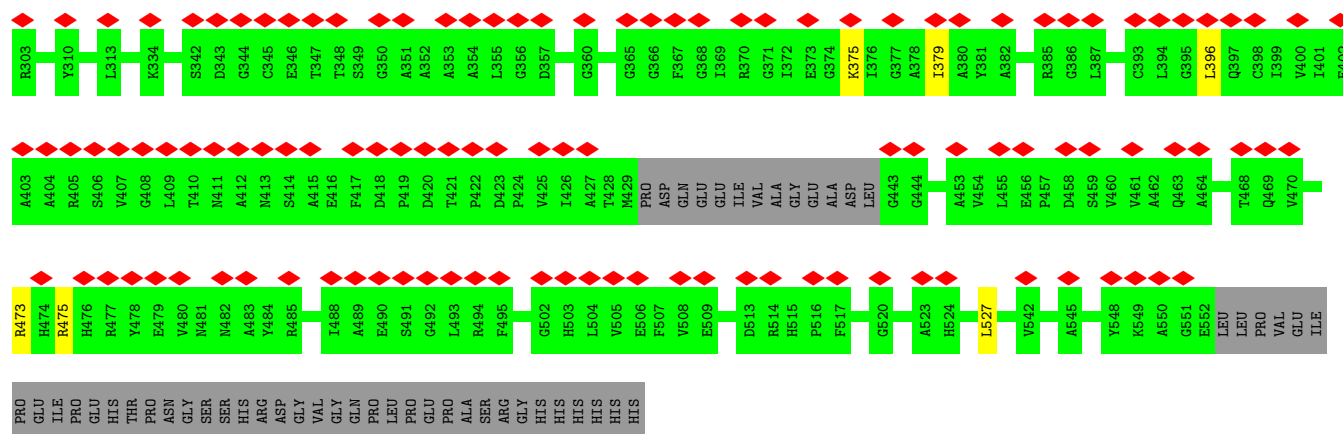 R303 Y310 L313 K334 S342 D343 G344 C345 E346 T347 T348 S349 G350 A351 A352 A353 A354 L355 G356 D357 G360 G365 G366 F367 G368 I369 R370 G371 I372 E373 G374 K375 I376 G377 A378 I379 A380 Y381 A382 R385 G386 L387 C393 L394 G395 L396 Q397 C398 I399 V400 I401
A403 A404 R405 S406 V407 G408 L409 T410 N411 A412 N413 S414 A415 E416 F417 D418 P419 D420 T421 P422 D423 P424 V425 I426 A427 T428 M429 PRO ASP GLN GLU GLU ILE VAL ALA GLY GLU ALA ASP LEU G443 G444 A453 V454 L455 E456 P457 D458 S459 V460 V461 A462 Q463 A464 T468 Q469 V470
R473 H474 R475 H476 R477 Y478 E479 V480 N481 N482 A483 Y484 R485 I488 A489 E490 S491 G492 L493 R494 F495 G502 H503 L504 V505 E506 F507 V508 E509 D513 R514 H515 P516 F517 G520 A523 H524 L527 V542 A545 Y548 K549 A550 G551 E552 LEU LEU PRO VAL GLU ILE
PRO GLU ILE PRO GLU HIS THR PRO ASN GLY SER SER HIS ARG ASP GLY VAL GLY GLN PRO LEU PRO GLU PRO ALA SER ARG GLY HIS HIS HIS HIS HIS HIS